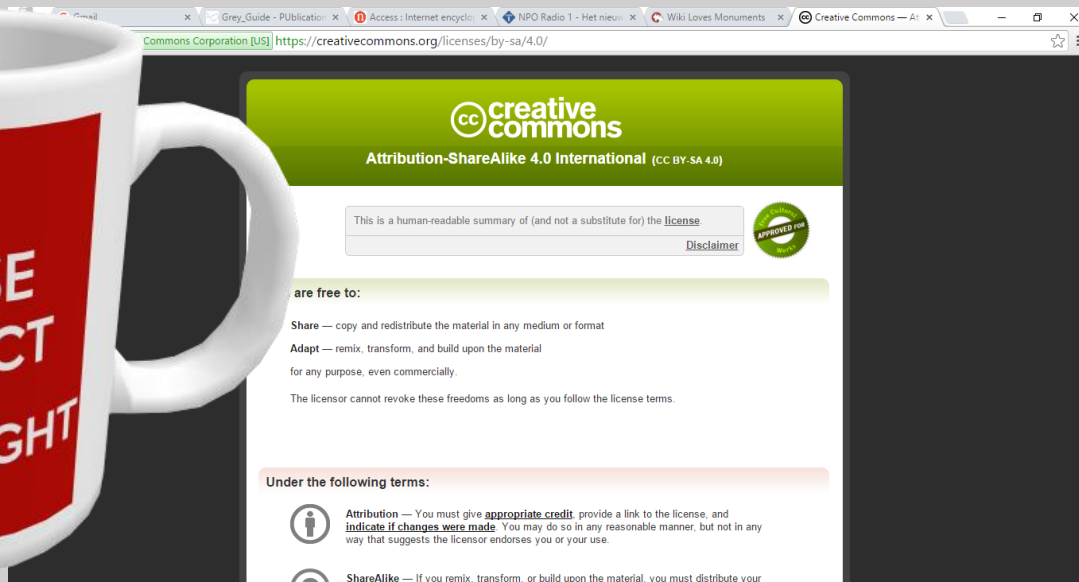 Gmail
Grey_Guide - PUblication
Access : Internet encyclo
NPO Radio 1 - Het nieuw
Wiki Loves Monuments
Creative Commons — At
Commons Corporation [US] https://creativecommons.org/licenses/by-sa/4.0/
cc creative
commons
Attribution-ShareAlike 4.0 International (CC BY-SA 4.0)
This is a human-readable summary of (and not a substitute for) the license.
Disclaimer
Free Cultural
APPROVED FOR
Works
are free to:
Share — copy and redistribute the material in any medium or format
Adapt — remix, transform, and build upon the material
for any purpose, even commercially.
The licensor cannot revoke these freedoms as long as you follow the license terms.
Under the following terms:
Attribution — You must give appropriate credit, provide a link to the license, and
indicate if changes were made. You may do so in any reasonable manner, but not in any
way that suggests the licensor endorses you or your use.
ShareAlike — If you remix, transform, or build upon the material, you must distribute your
SE
CT
GHT